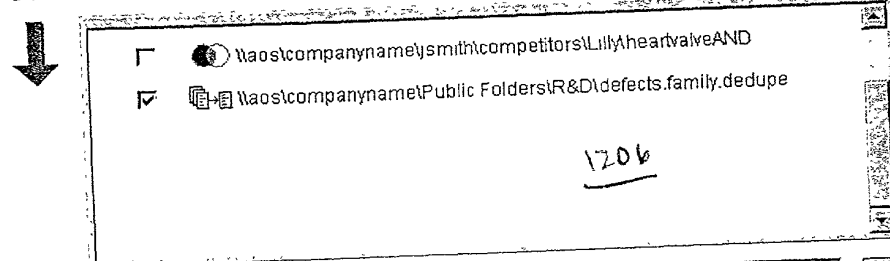 \\aos\companyname\jsmith\competitors\Lilly\heartvalveAND
\\aos\companyname\Public Folders\R&D\defects.family.dedupe
1206